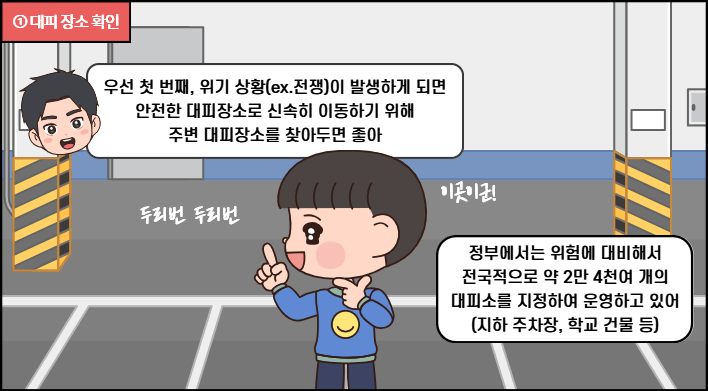 ① 대피 장소 확인
우선 첫 번째, 위기 상황(ex.전쟁)이 발생하게 되면
안전한 대피장소로 신속히 이동하기 위해
주변 대피장소를 찾아두면 좋아
두리번 두리번
이곳이군!
정부에서는 위험에 대비해서
전국적으로 약 2만 4천여 개의
대피소를 지정하여 운영하고 있어
(지하 주차장, 학교 건물 등)